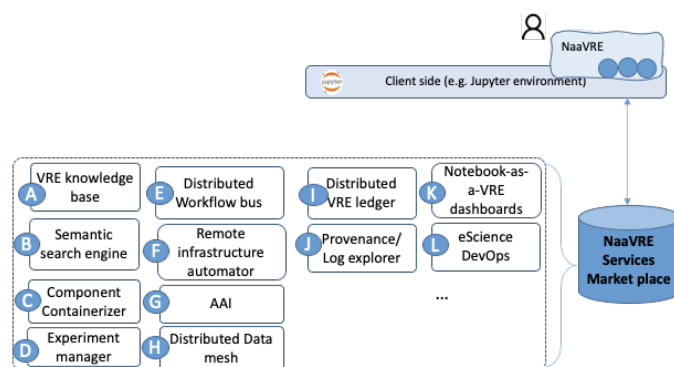 NaaVRE
jupyter
Client side (e.g. Jupyter environment)
A
VRE knowledge
base
E
Distributed
Workflow bus
I
Distributed
VRE ledger
K
Notebook-as-
a-VRE
dashboards
B
Semantic
search engine
F
Remote
infrastructure
automator
J
Provenance/
Log explorer
L
eScience
DevOps
C
Component
Containerizer
G
AAI
...
D
Experiment
manager
H
Distributed Data
mesh
NaaVRE
Services
Market place